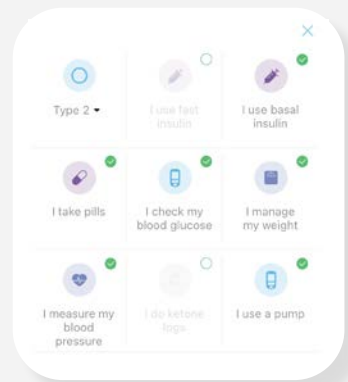 Type 2
I use fast
insulin
I use basal
insulin
I take pills
I check my
blood glucose
I manage
my weight
I measure my
blood
pressure
I do ketone
logs
I use a pump